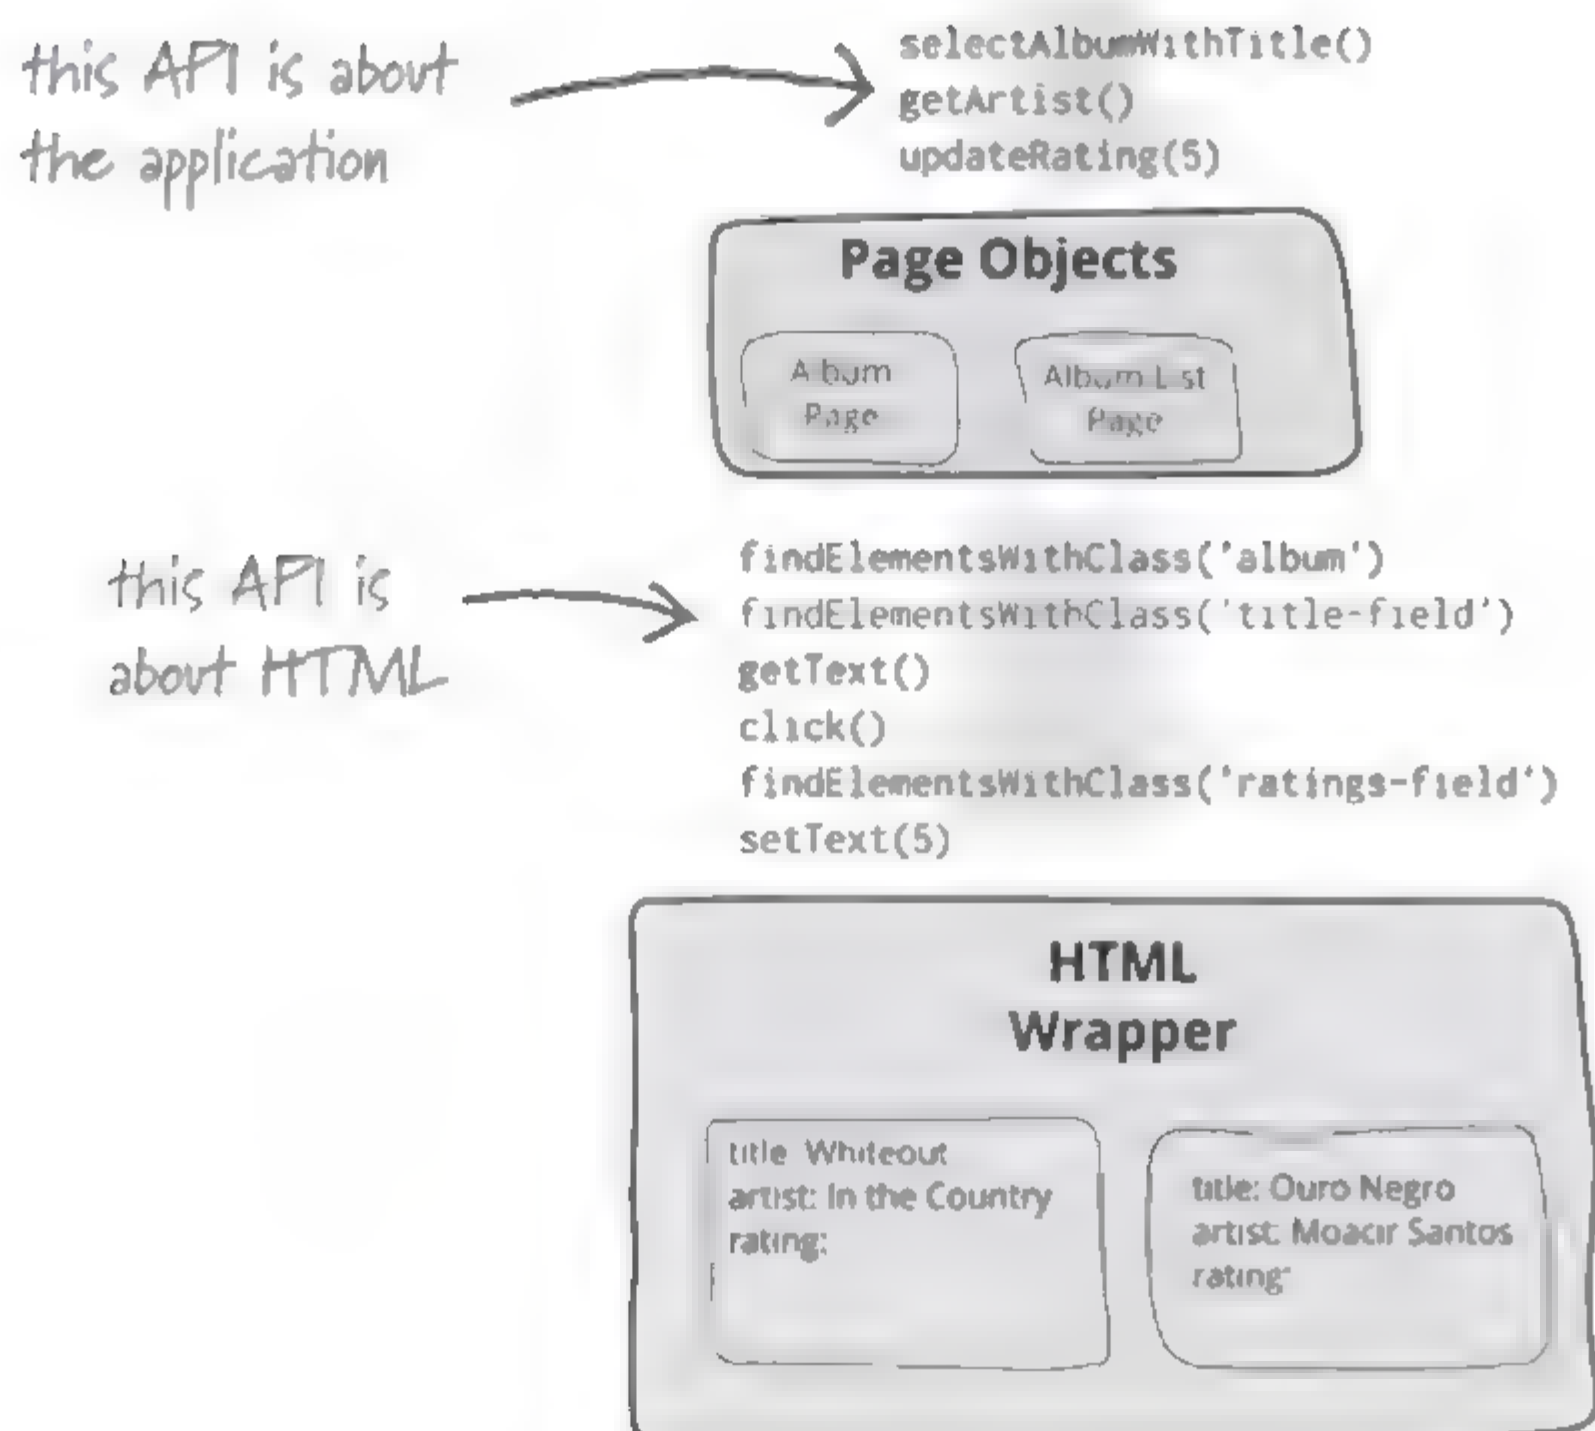 this API is about
the application
selectAlbumWithTitle()
getArtist()
updateRating(5)
Page Objects
Album
Page
Album List
Page
this API is
about HTML
findElementsWithClass('album')
findElementsWithClass('title-field')
getText()
click()
findElementsWithClass('ratings-field')
setText(5)
HTML
Wrapper
title: Whiteout
artist: In the Country
rating:
title: Ouro Negro
artist: Moacir Santos
rating: